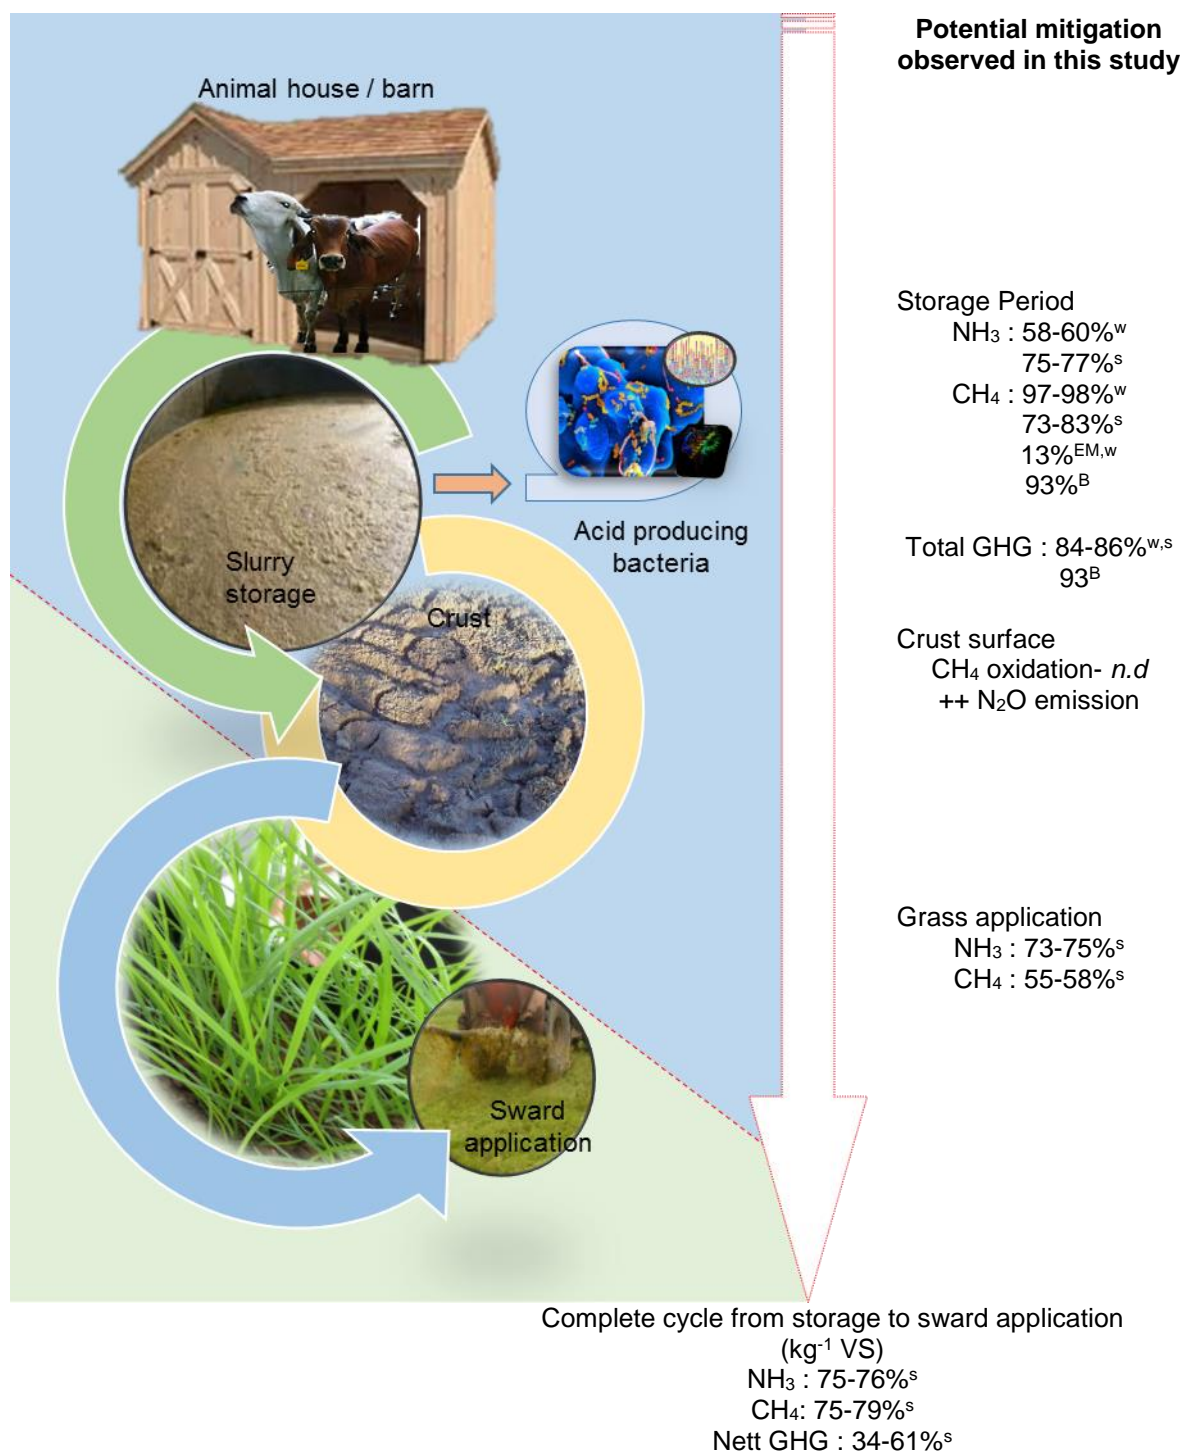 Potential mitigation
observed in this study
Animal house / barn
Storage Period
NH₃ : 58-60%ʷ
75-77%ˢ
CH₄ : 97-98%ʷ
73-83%ˢ
13%ᴱᴹ,ʷ
93%ᴮ
Acid producing
bacteria
Total GHG : 84-86%ʷ,ˢ
93ᴮ
Slurry
storage
Crust
Crust surface
CH₄ oxidation- n.d
++ N₂O emission
Grass application
NH₃ : 73-75%ˢ
CH₄ : 55-58%ˢ
Sward
application
Complete cycle from storage to sward application
(kg⁻¹ VS)
NH₃ : 75-76%ˢ
CH₄: 75-79%ˢ
Nett GHG : 34-61%ˢ